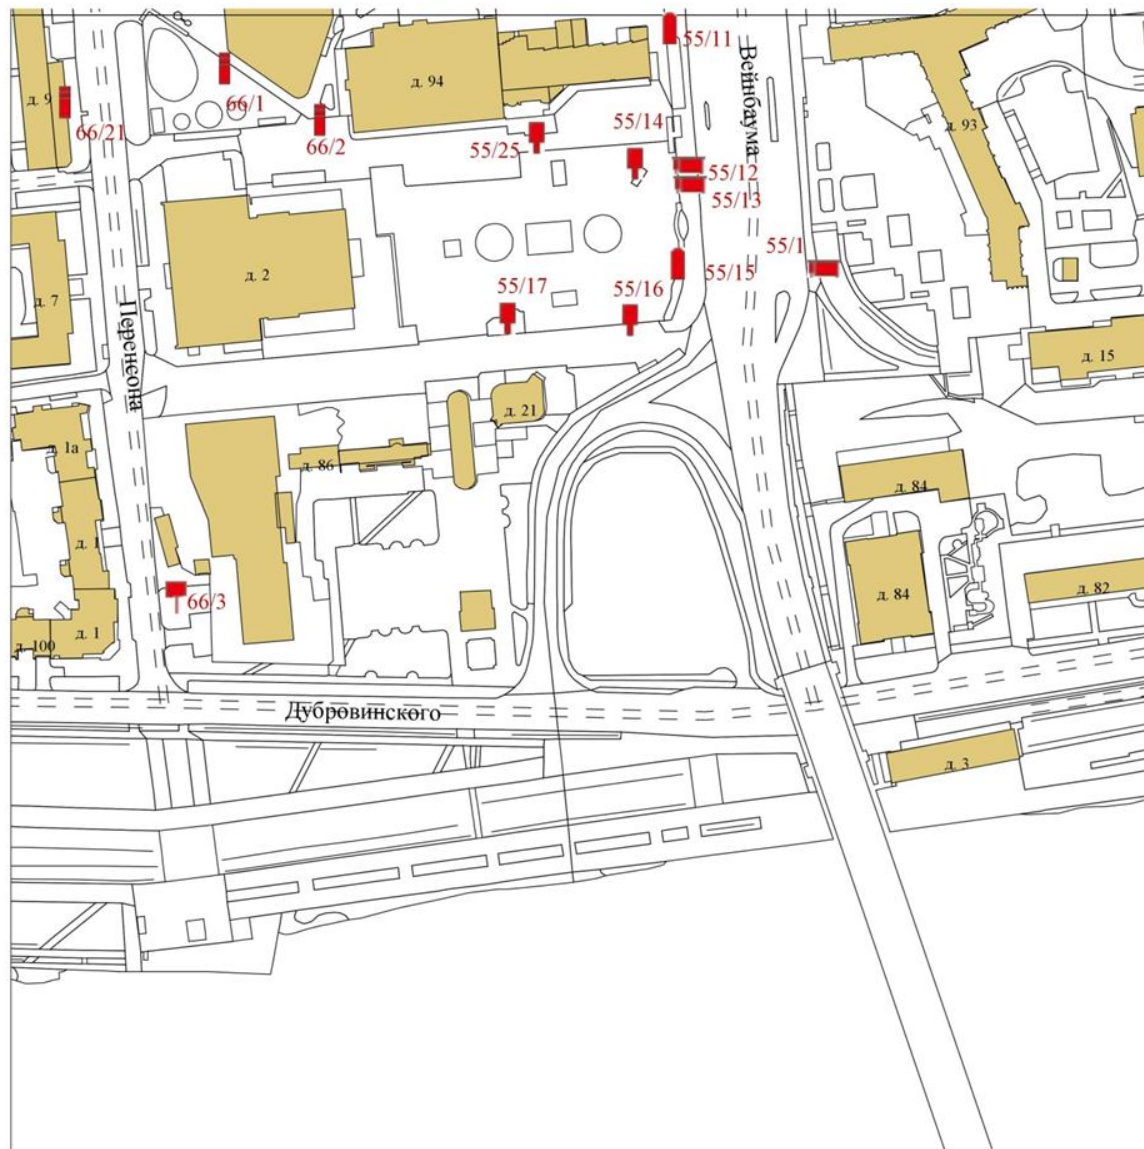 55/11
Вейнбаума
д. 94
д. 9
66/1
66/21
66/2
55/14
55/25
55/12
55/13
д. 93
55/1
55/15
д. 2
55/17
55/16
д. 7
Перенсона
д. 15
д. 21
д. 1а
д. 86
д. 84
д. 1
д. 84
д. 82
66/3
д. 1
д. 100
Дубровинского
д. 3